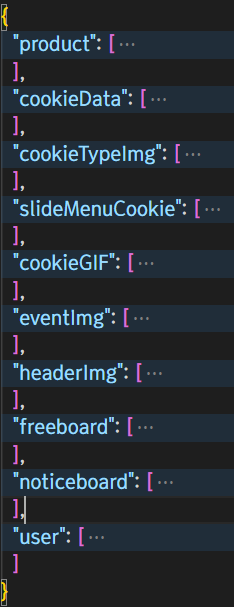 {
"product": [ ···
],
"cookieData": [ ···
],
"cookieTypeImg": [ ···
],
"slideMenuCookie": [ ···
],
"cookieGIF": [ ···
],
"eventImg": [ ···
],
"headerImg": [ ···
],
"freeboard": [ ···
],
"noticeboard": [ ···
],
"user": [ ···
]
}